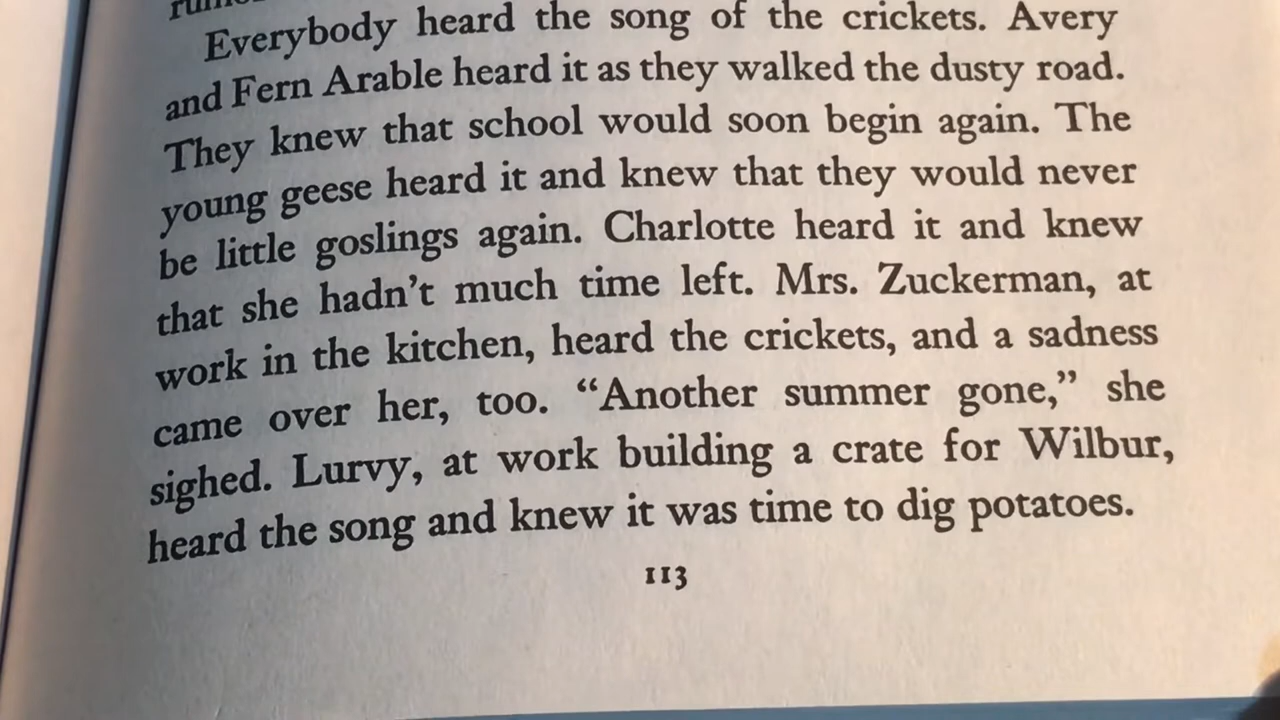 Everybody heard the song of the crickets. Avery
and Fern Arable heard it as they walked the dusty road.
They knew that school would soon begin again. The
young geese heard it and knew that they would never
be little goslings again. Charlotte heard it and knew
that she hadn’t much time left. Mrs. Zuckerman, at
work in the kitchen, heard the crickets, and a sadness
came over her, too. “Another summer gone,” she
sighed. Lurvy, at work building a crate for Wilbur,
heard the song and knew it was time to dig potatoes.
113